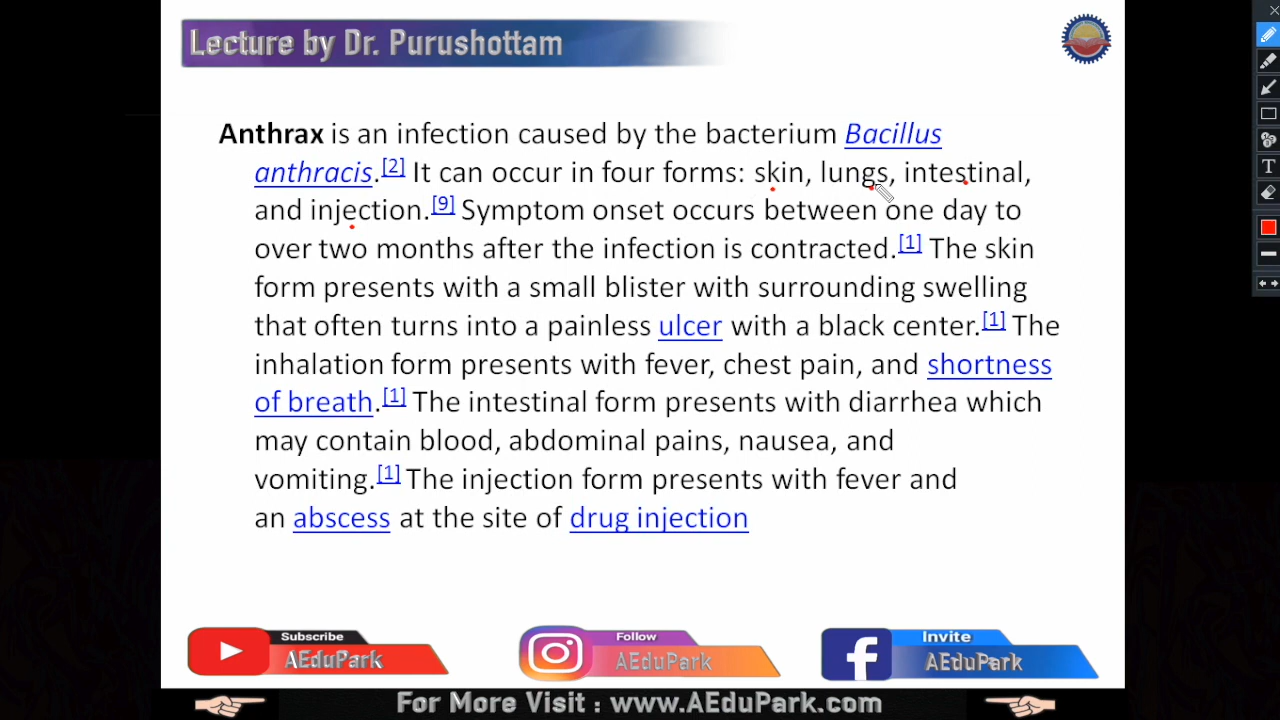 Lecture by Dr. Purushottam
Anthrax is an infection caused by the bacterium Bacillus
anthracis.[2] It can occur in four forms: skin, lungs, intestinal,
and injection.[9] Symptom onset occurs between one day to
over two months after the infection is contracted.[1] The skin
form presents with a small blister with surrounding swelling
that often turns into a painless ulcer with a black center.[1] The
inhalation form presents with fever, chest pain, and shortness
of breath.[1] The intestinal form presents with diarrhea which
may contain blood, abdominal pains, nausea, and
vomiting.[1] The injection form presents with fever and
an abscess at the site of drug injection
Subscribe
AEduPark
Follow
AEduPark
Invite
AEduPark
For More Visit : www.AEduPark.com